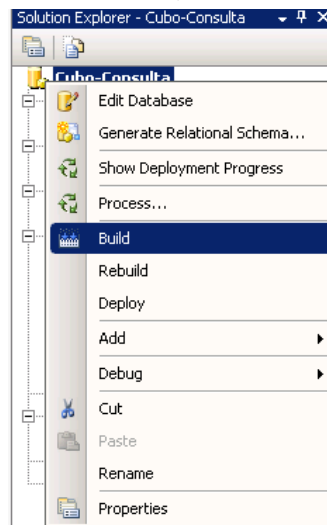 Solution Explorer - Cubo-Consulta
Cubo-Consulta
Edit Database
Generate Relational Schema...
Show Deployment Progress
Process...
Build
Rebuild
Deploy
Add
Debug
Cut
Paste
Rename
Properties